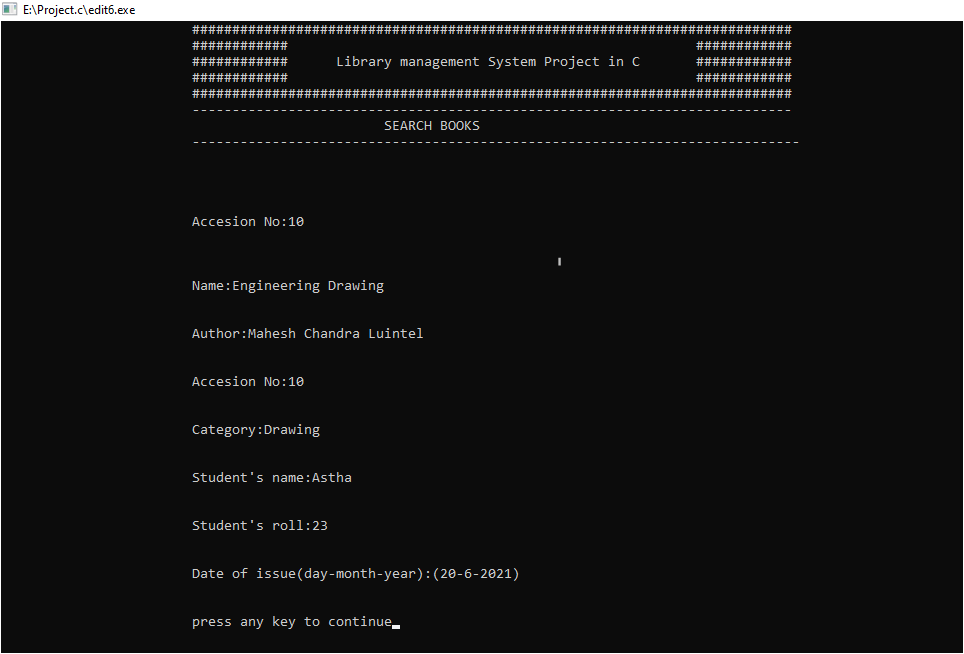 E:\Project.c\edit6.exe
###########################################################################
############ ############
############ Library management System Project in C ############
############ ############
###########################################################################
---------------------------------------------------------------------------
SEARCH BOOKS
----------------------------------------------------------------------------
Accesion No:10
Name:Engineering Drawing
Author:Mahesh Chandra Luintel
Accesion No:10
Category:Drawing
Student's name:Astha
Student's roll:23
Date of issue(day-month-year):(20-6-2021)
press any key to continue